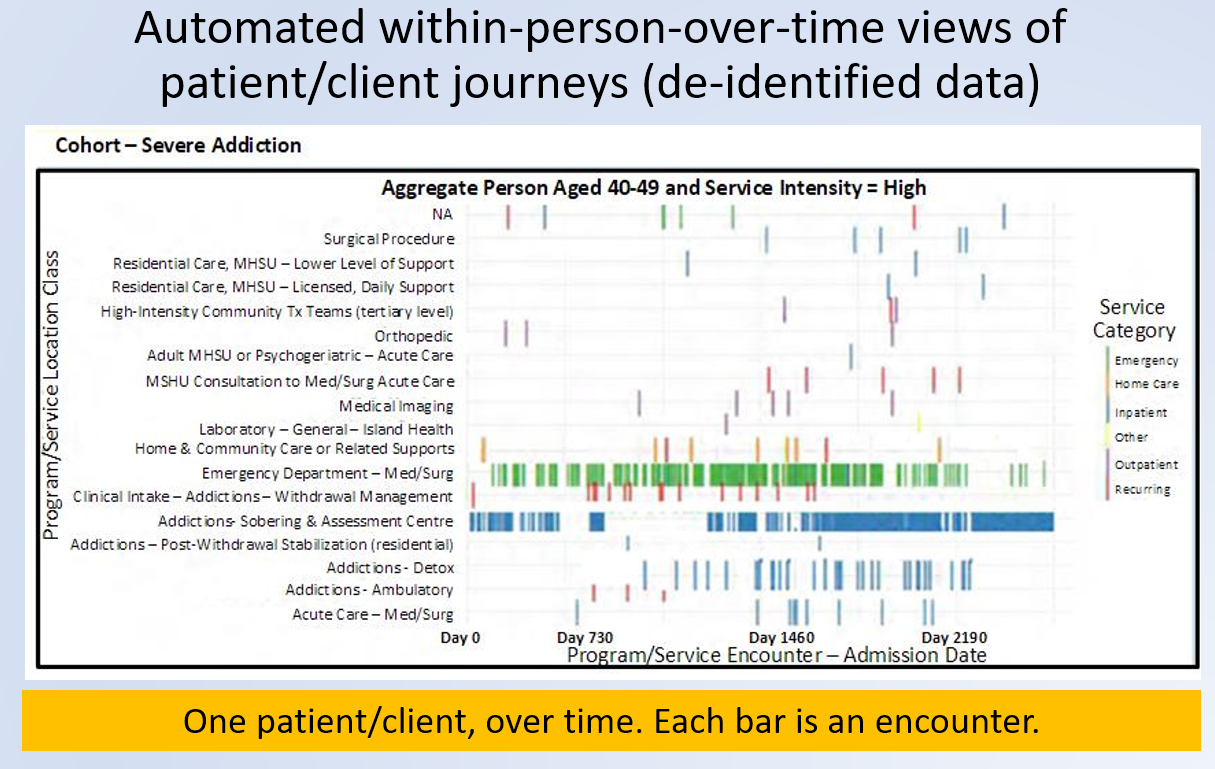 Automated within-person-over-time views of
patient/client journeys (de-identified data)
Cohort – Severe Addiction
Aggregate Person Aged 40-49 and Service Intensity = High
Program/Service Location Class
NA
Surgical Procedure
Residential Care, MHSU – Lower Level of Support
Residential Care, MHSU – Licensed, Daily Support
High-Intensity Community Tx Teams (tertiary level)
Orthopedic
Adult MHSU or Psychogeriatric – Acute Care
MSHU Consultation to Med/Surg Acute Care
Medical Imaging
Laboratory – General – Island Health
Home & Community Care or Related Supports
Emergency Department – Med/Surg
Clinical Intake – Addictions – Withdrawal Management
Addictions- Sobering & Assessment Centre
Addictions – Post-Withdrawal Stabilization (residential)
Addictions - Detox
Addictions - Ambulatory
Acute Care – Med/Surg
Day 0 Day 730 Day 1460 Day 2190
Program/Service Encounter – Admission Date
Service
Category
Emergency
Home Care
Inpatient
Other
Outpatient
Recurring
One patient/client, over time. Each bar is an encounter.